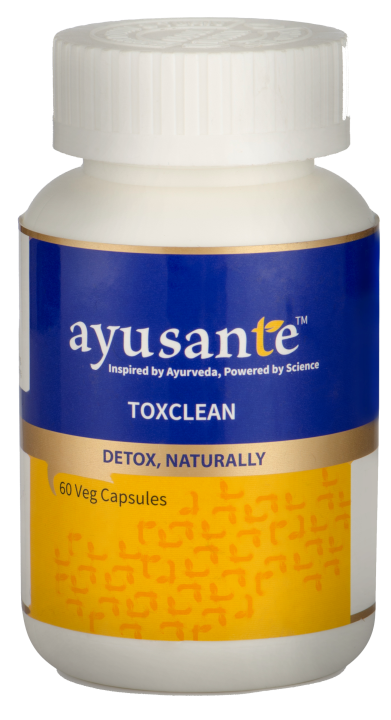 ayusante™
Inspired by Ayurveda, Powered by Science
TOXCLEAN
DETOX, NATURALLY
60 Veg Capsules